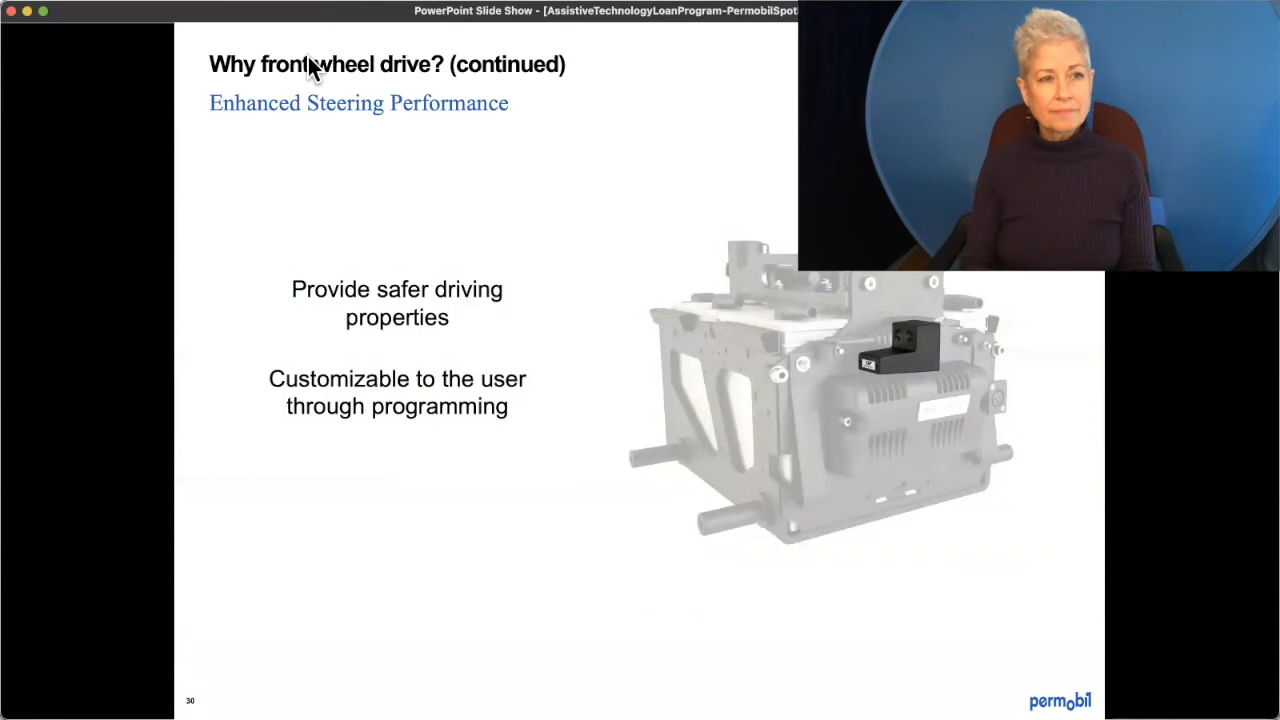 PowerPoint Slide Show - [AssistiveTechnologyLoanProgram-PermobilSpot
Why front wheel drive? (continued)
Enhanced Steering Performance
Provide safer driving
properties
Customizable to the user
through programming
30
permobil